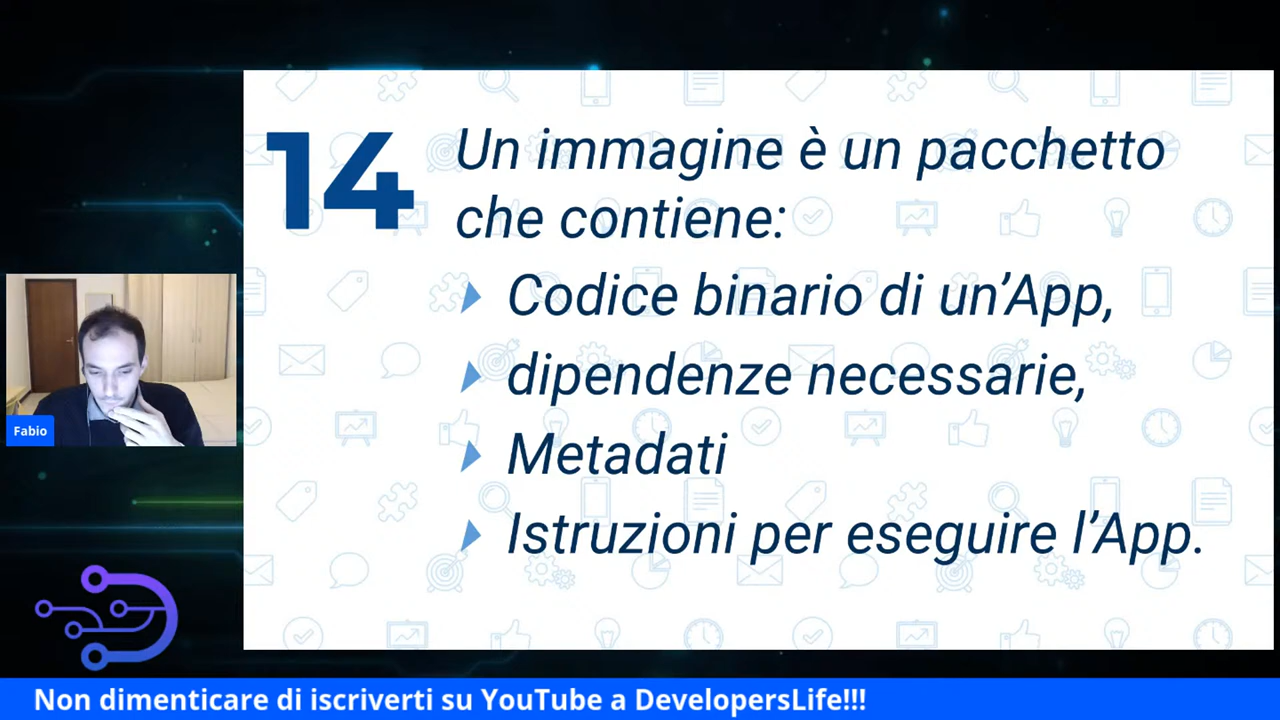 14
Un immagine è un pacchetto
che contiene:
Codice binario di un’App,
dipendenze necessarie,
Metadati
Istruzioni per eseguire l’App.
Fabio
Non dimenticare di iscriverti su YouTube a DevelopersLife!!!